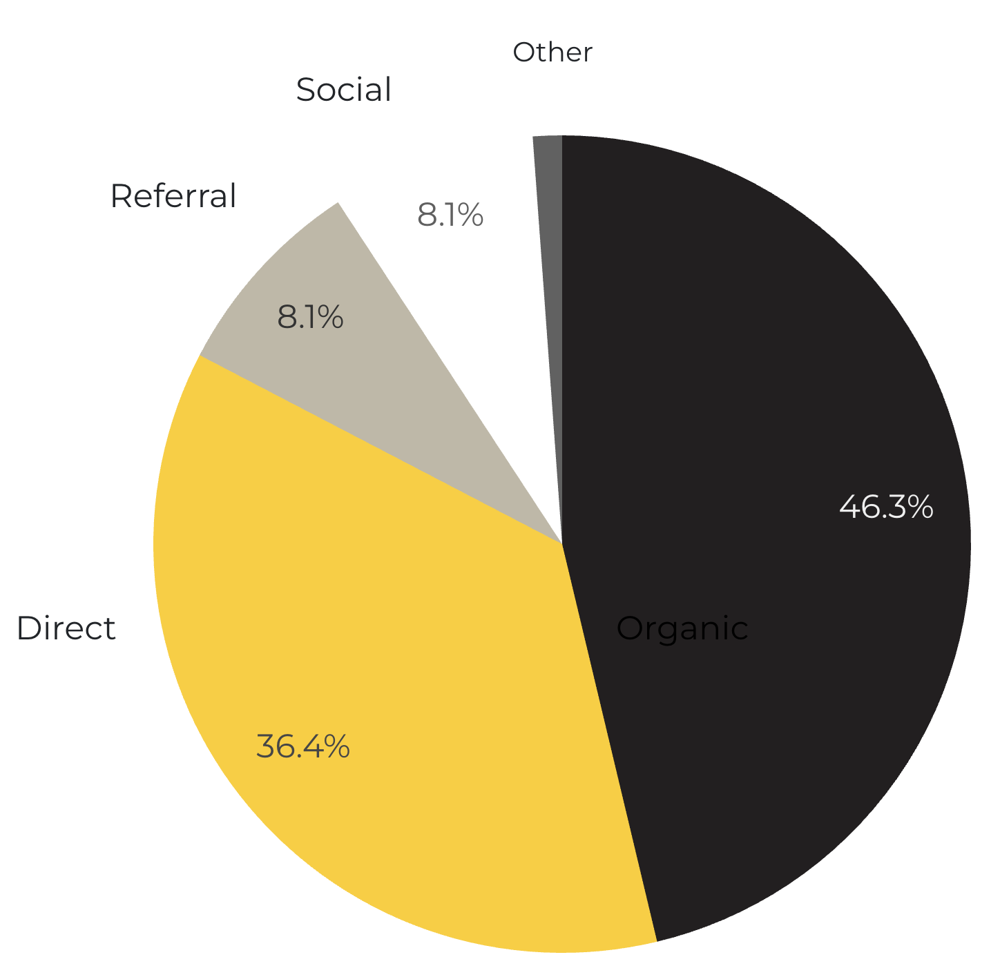 Other
Social
Referral
8.1%
8.1%
46.3%
Direct
Organic
36.4%